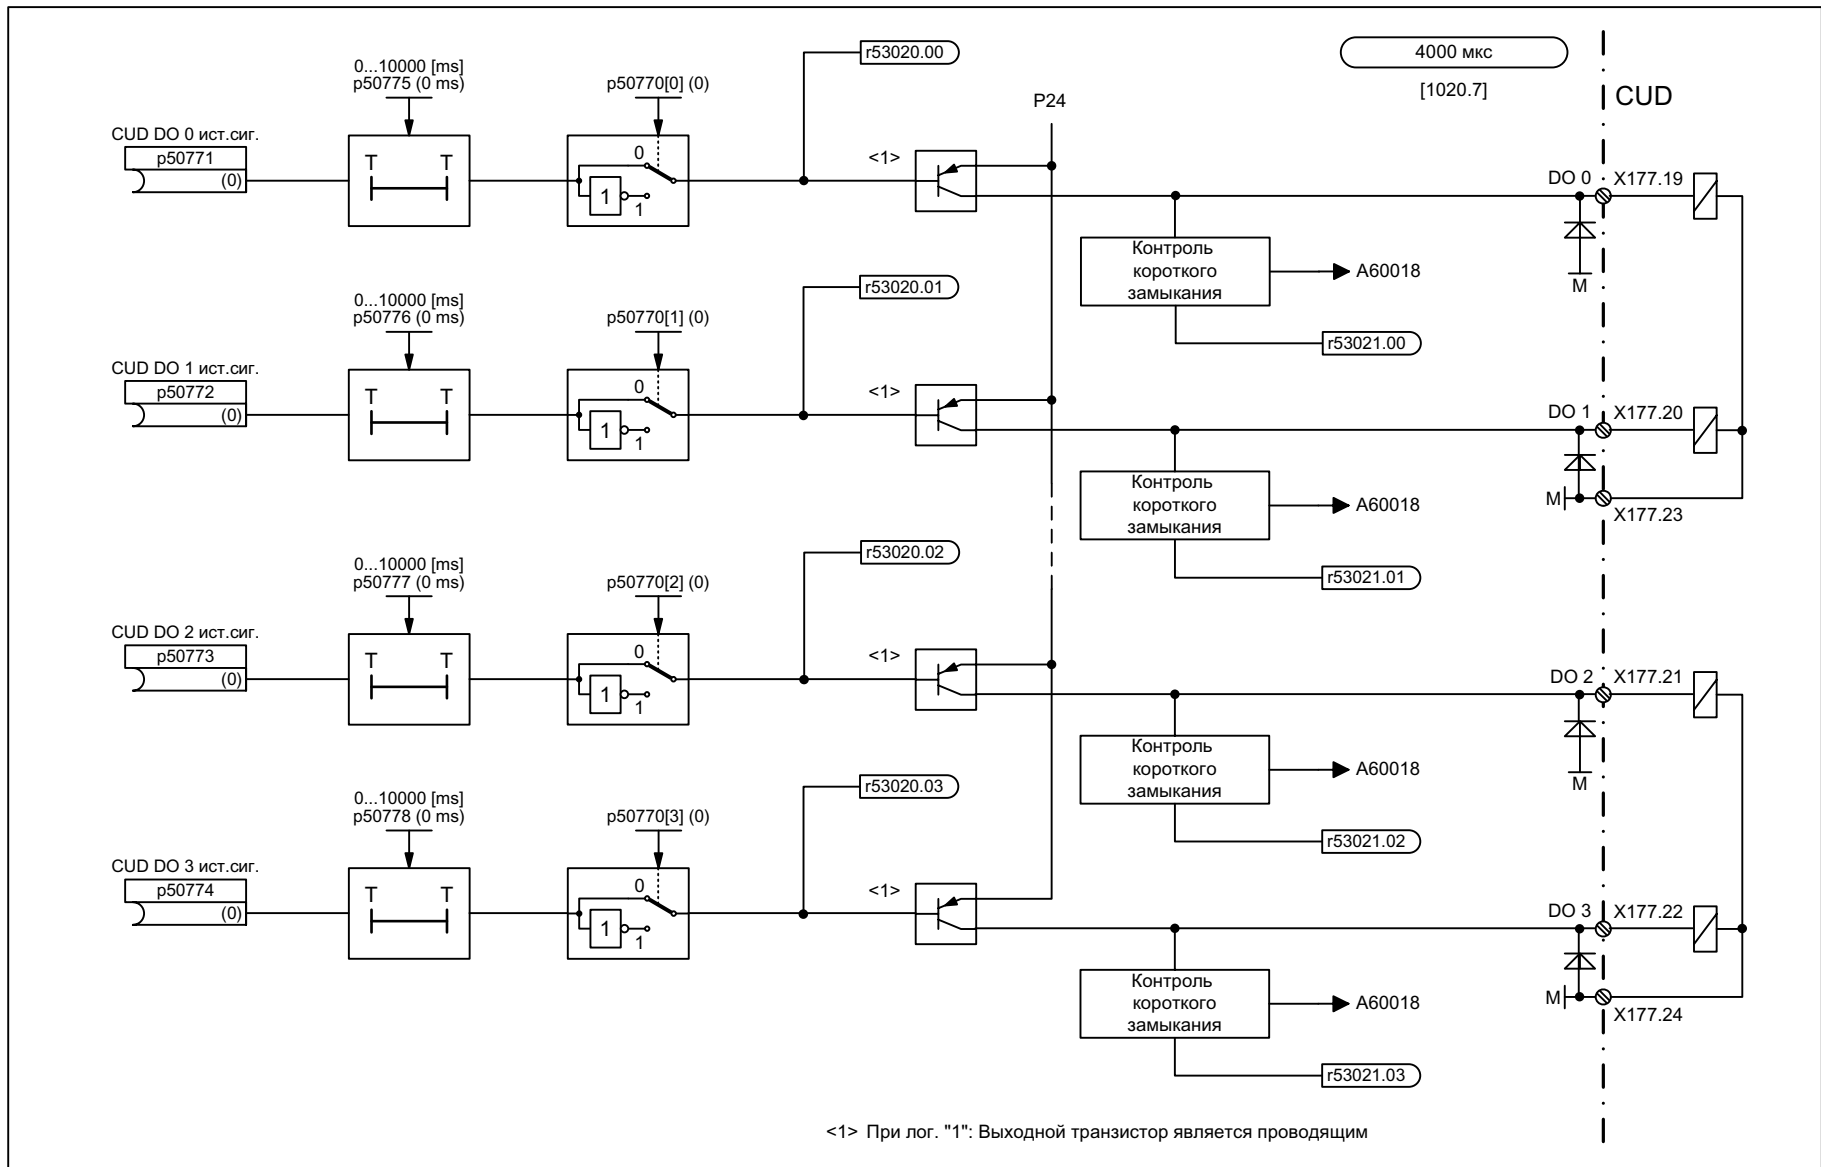 r53020.00
4000 мкс
[1020.7]
CUD
0...10000 [ms]
p50775 (0 ms)
p50770[0] (0)
P24
CUD DO 0 ист.сиг.
p50771
(0)
T T
0
1
1
<1>
DO 0
X177.19
Контроль
короткого
замыкания
A60018
M
r53021.00
r53020.01
0...10000 [ms]
p50776 (0 ms)
p50770[1] (0)
CUD DO 1 ист.сиг.
p50772
(0)
T T
0
1
1
<1>
DO 1
X177.20
Контроль
короткого
замыкания
A60018
M
X177.23
r53021.01
r53020.02
0...10000 [ms]
p50777 (0 ms)
p50770[2] (0)
CUD DO 2 ист.сиг.
p50773
(0)
T T
0
1
1
<1>
DO 2
X177.21
Контроль
короткого
замыкания
A60018
M
r53021.02
r53020.03
0...10000 [ms]
p50778 (0 ms)
p50770[3] (0)
CUD DO 3 ист.сиг.
p50774
(0)
T T
0
1
1
<1>
DO 3
X177.22
Контроль
короткого
замыкания
A60018
M
X177.24
r53021.03
<1> При лог. "1": Выходной транзистор является проводящим